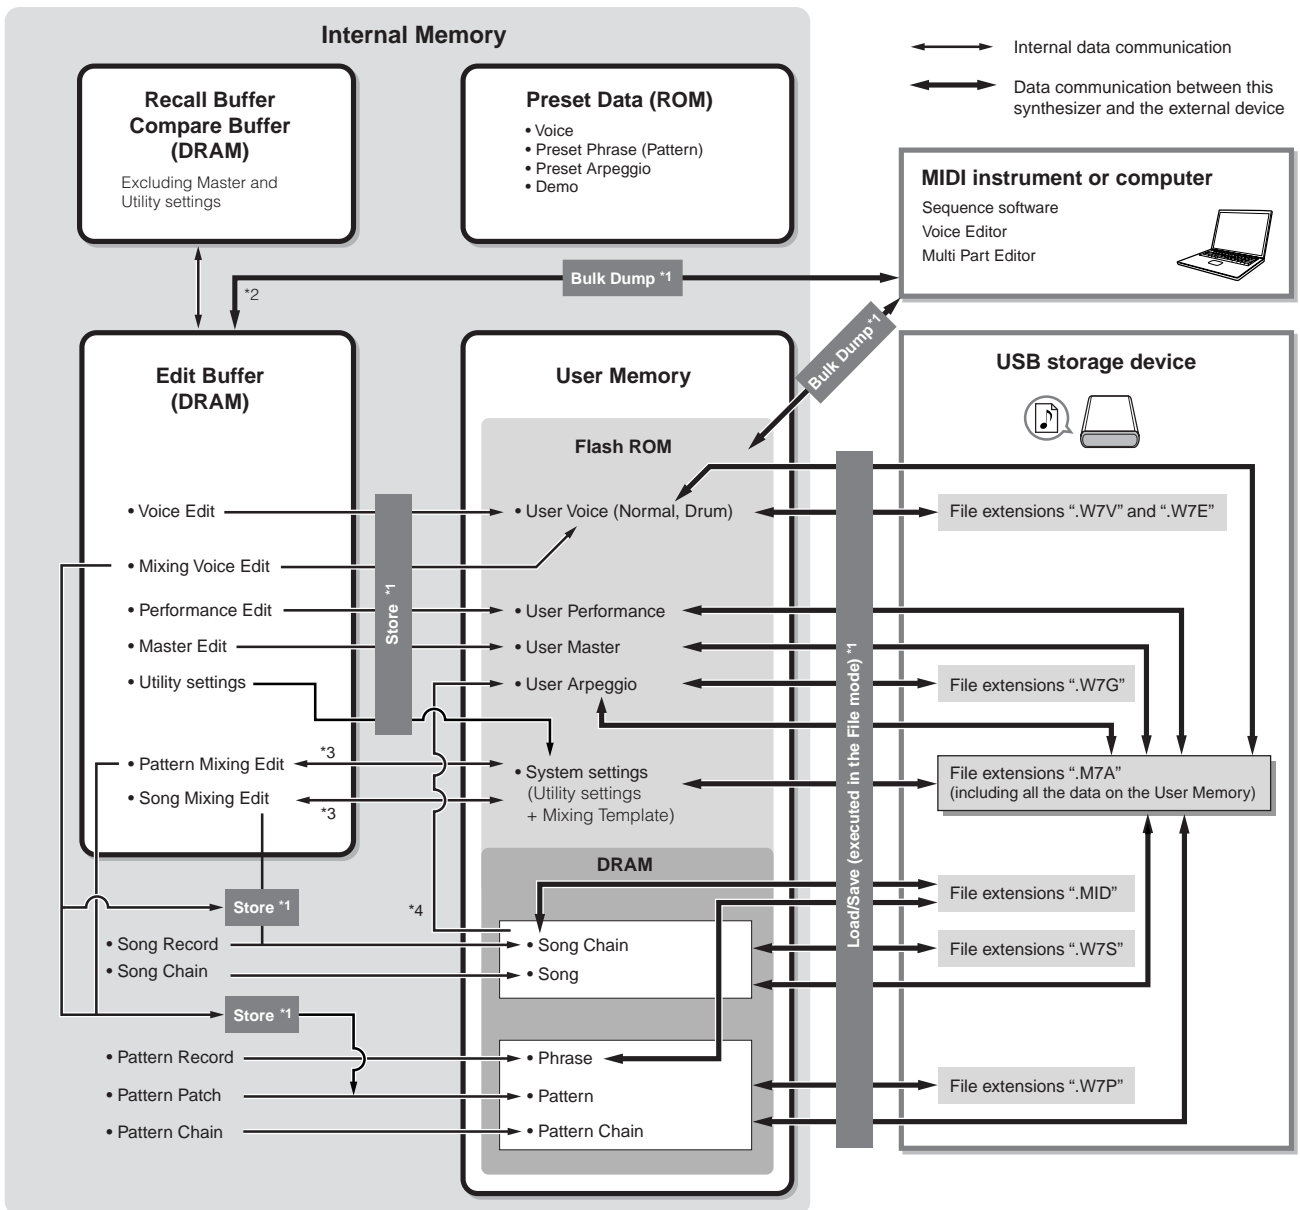 Internal Memory
Recall Buffer
Compare Buffer
(DRAM)
Excluding Master and
Utility settings
Preset Data (ROM)
• Voice
• Preset Phrase (Pattern)
• Preset Arpeggio
• Demo
Internal data communication
Data communication between this
synthesizer and the external device
MIDI instrument or computer
Sequence software
Voice Editor
Multi Part Editor
Bulk Dump *1
*2
Bulk Dump *1
Edit Buffer
(DRAM)
• Voice Edit
• Mixing Voice Edit
• Performance Edit
• Master Edit
• Utility settings
• Pattern Mixing Edit
• Song Mixing Edit
*3
*3
Store *1
User Memory
Flash ROM
• User Voice (Normal, Drum)
• User Performance
• User Master
• User Arpeggio
• System settings
(Utility settings
+ Mixing Template)
DRAM
• Song Chain
• Song
• Phrase
• Pattern
• Pattern Chain
*4
Store *1
• Song Record
• Song Chain
Store *1
• Pattern Record
• Pattern Patch
• Pattern Chain
Load/Save (executed in the File mode) *1
USB storage device
File extensions “.W7V” and “.W7E”
File extensions “.W7G”
File extensions “.M7A”
(including all the data on the User Memory)
File extensions “.MID”
File extensions “.W7S”
File extensions “.W7P”